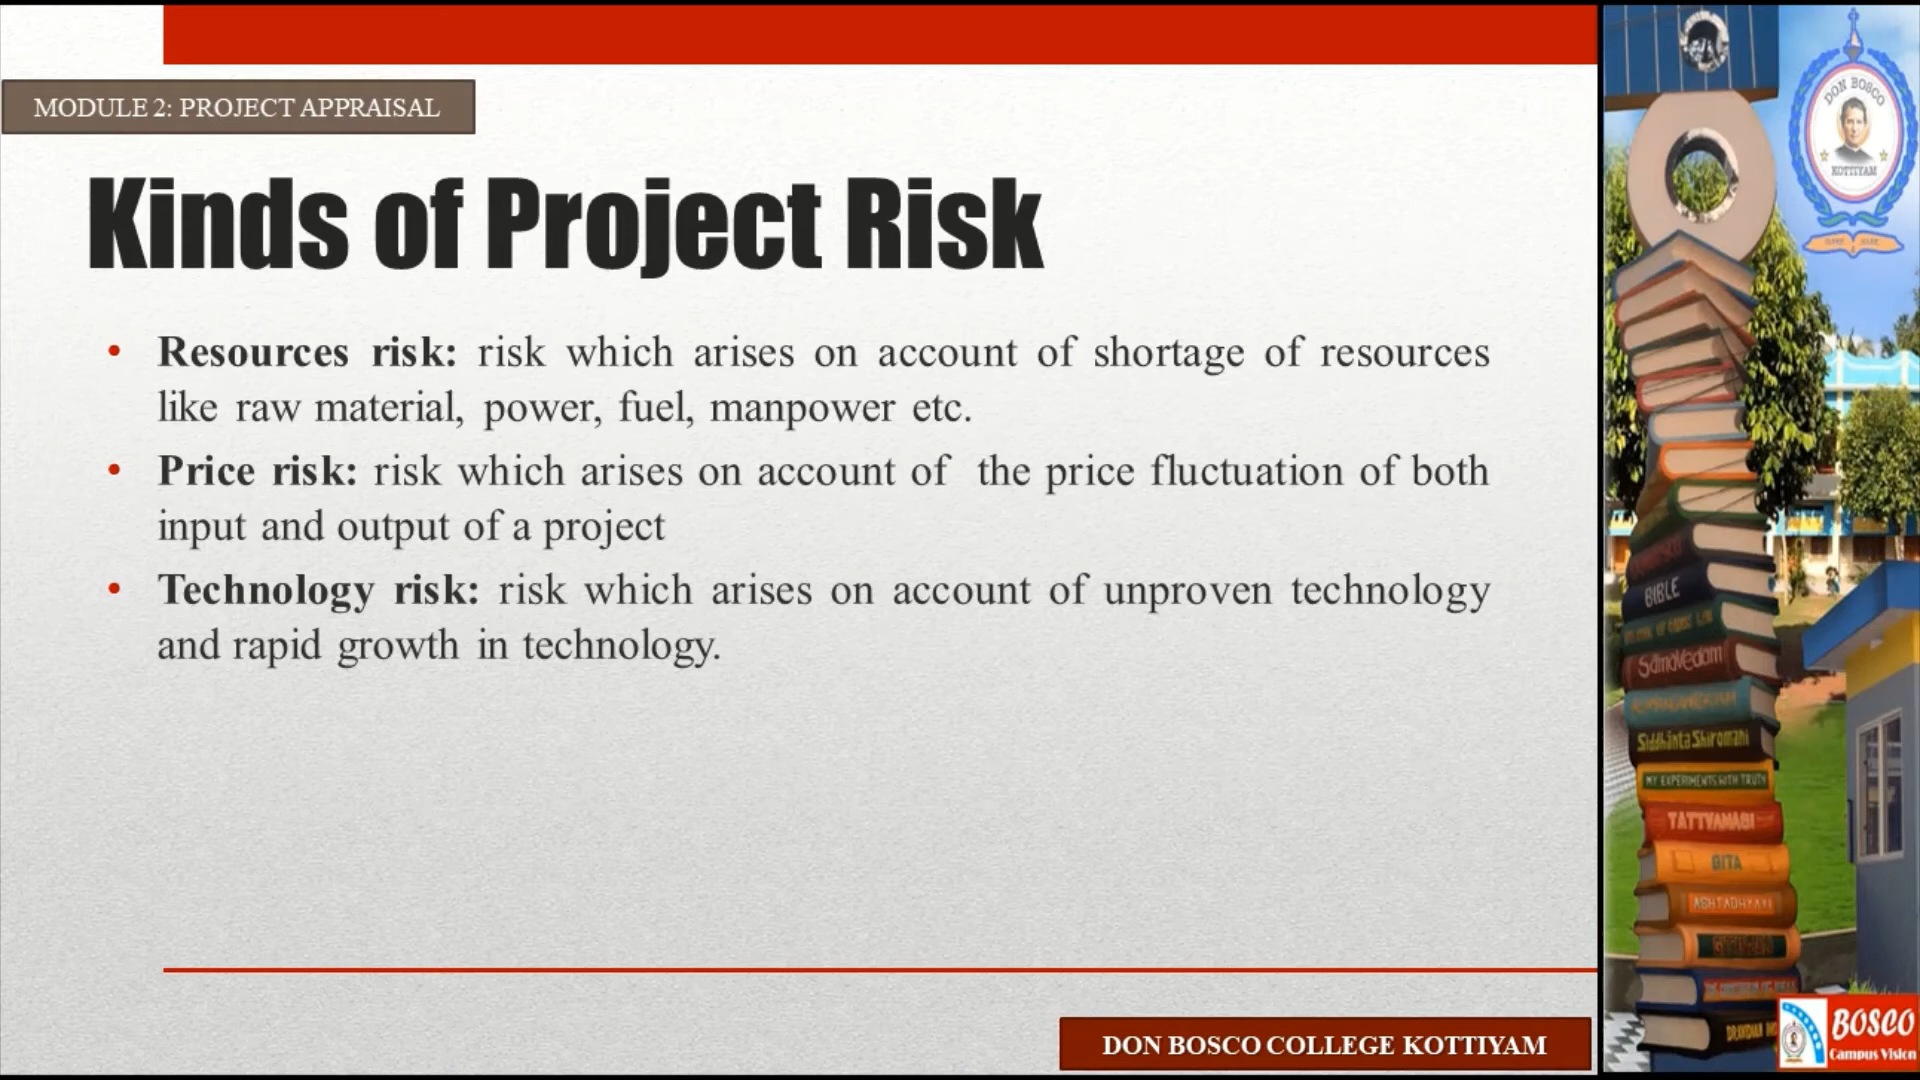 MODULE 2: PROJECT APPRAISAL
Kinds of Project Risk
• Resources risk: risk which arises on account of shortage of resources
like raw material, power, fuel, manpower etc.
• Price risk: risk which arises on account of the price fluctuation of both
input and output of a project
• Technology risk: risk which arises on account of unproven technology
and rapid growth in technology.
DON BOSCO COLLEGE KOTTIYAM
DON BOSCO
KOTTIYAM
BIBLE
SamaVedam
Siddhanta Shiromani
MY EXPERIMENTS WITH TRUTH
GITA
ASHTADHYAYI
BOSCO
Campus Vision